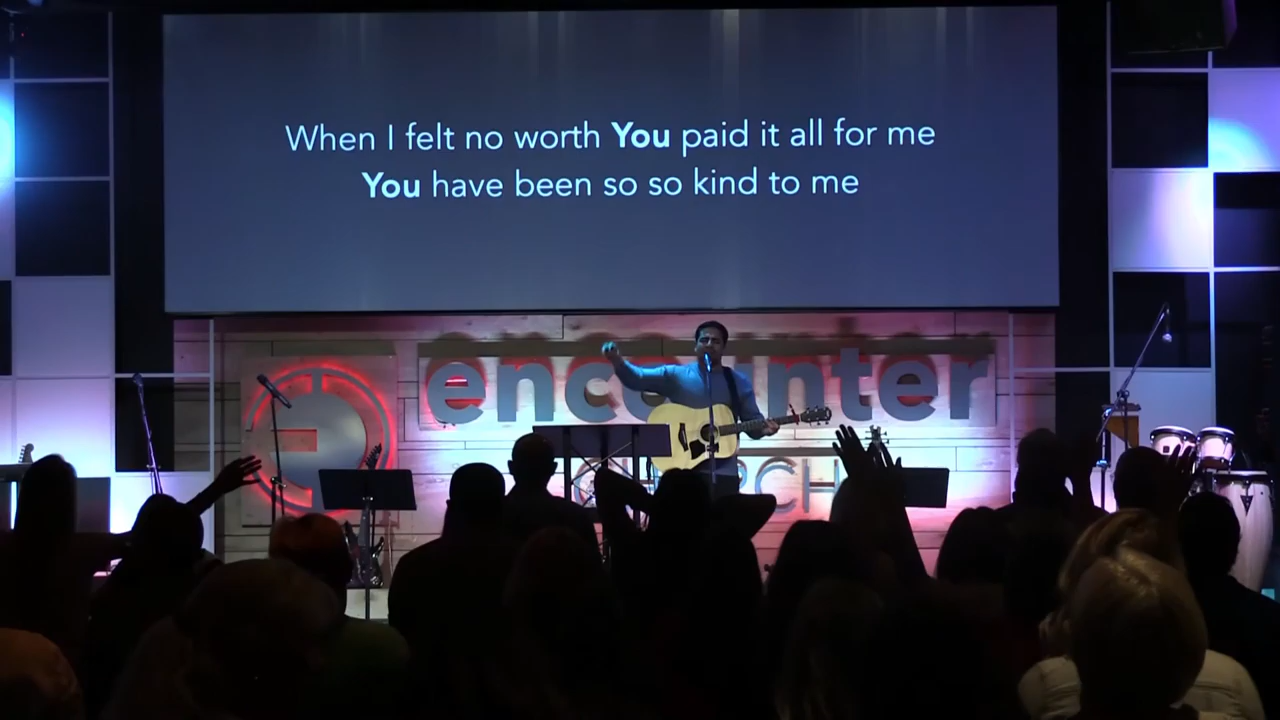 When I felt no worth You paid it all for me
You have been so so kind to me
encounter
CHURCH